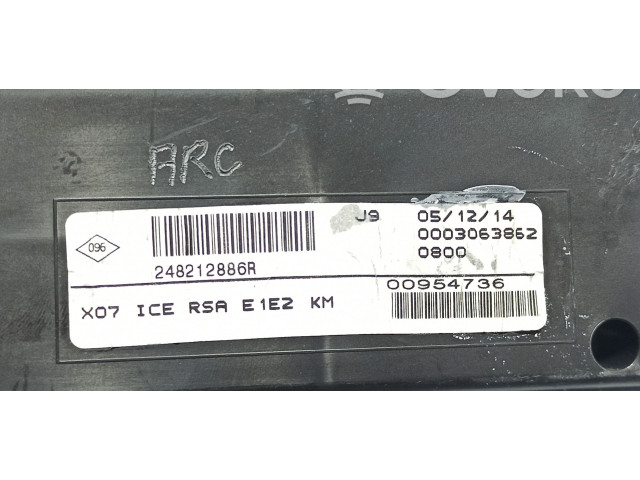 ARC
096
248212886R
J9 05/12/14
0003063862
0800
00954736
X07 ICE RSA E1E2 KM